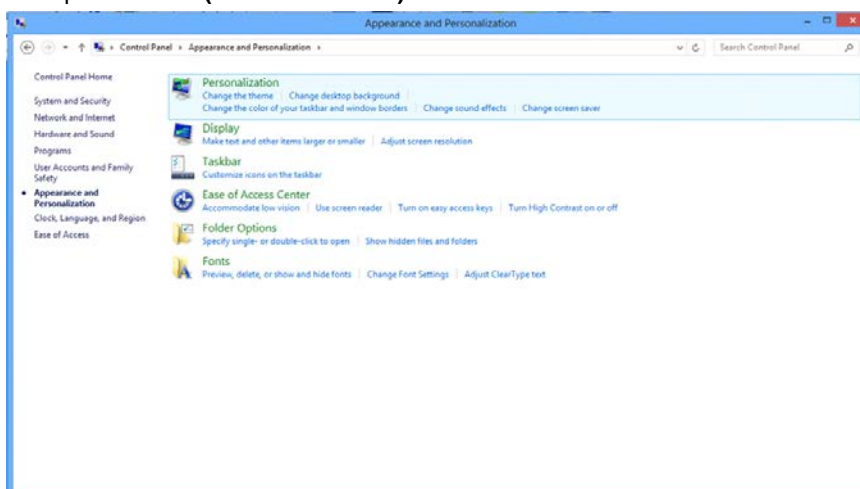 Appearance and Personalization
Control Panel ▸ Appearance and Personalization ▸
Search Control Panel
Control Panel Home
System and Security
Network and Internet
Hardware and Sound
Programs
User Accounts and Family
Safety
Appearance and
Personalization
Clock, Language, and Region
Ease of Access
Personalization
Change the theme | Change desktop background |
Change the color of your taskbar and window borders | Change sound effects | Change screen saver
Display
Make text and other items larger or smaller | Adjust screen resolution
Taskbar
Customize icons on the taskbar
Ease of Access Center
Accommodate low vision | Use screen reader | Turn on easy access keys | Turn High Contrast on or off
Folder Options
Specify single- or double-click to open | Show hidden files and folders
Fonts
Preview, delete, or show and hide fonts | Change Font Settings | Adjust ClearType text